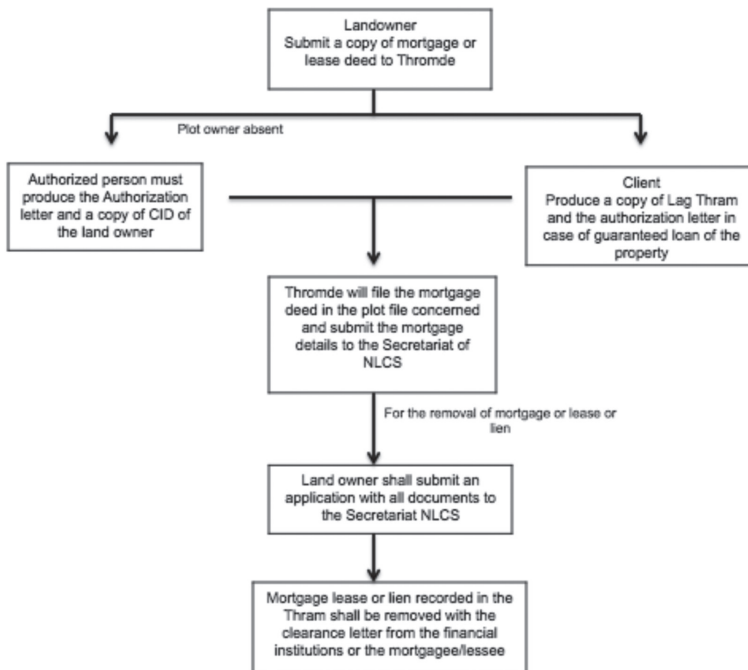 Landowner
Submit a copy of mortgage or
lease deed to Thromde
Plot owner absent
Authorized person must
produce the Authorization
letter and a copy of CID of
the land owner
Client
Produce a copy of Lag Thram
and the authorization letter in
case of guaranteed loan of the
property
Thromde will file the mortgage
deed in the plot file concerned
and submit the mortgage
details to the Secretariat of
NLCS
For the removal of mortgage or lease or
lien
Land owner shall submit an
application with all documents to
the Secretariat NLCS
Mortgage lease or lien recorded in the
Thram shall be removed with the
clearance letter from the financial
institutions or the mortgagee/lessee